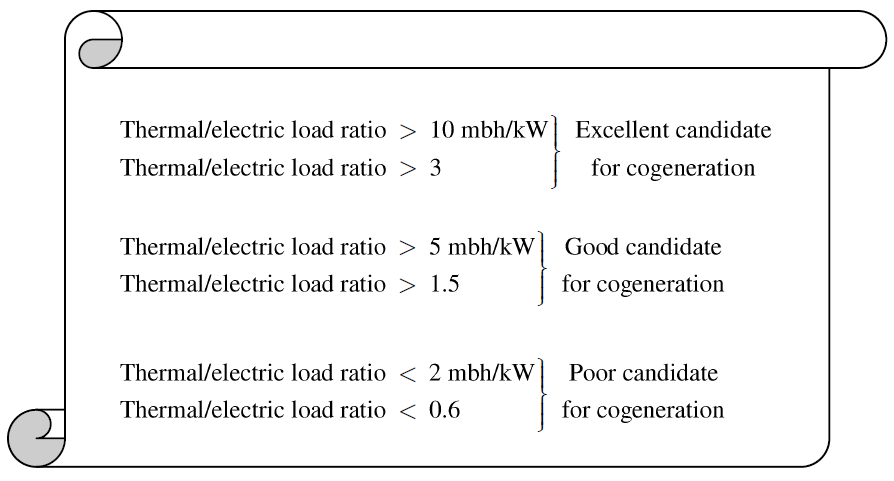 Thermal/electric load ratio > 10 mbh/kW } Excellent candidate
Thermal/electric load ratio > 3 for cogeneration
Thermal/electric load ratio > 5 mbh/kW } Good candidate
Thermal/electric load ratio > 1.5 for cogeneration
Thermal/electric load ratio < 2 mbh/kW } Poor candidate
Thermal/electric load ratio < 0.6 for cogeneration